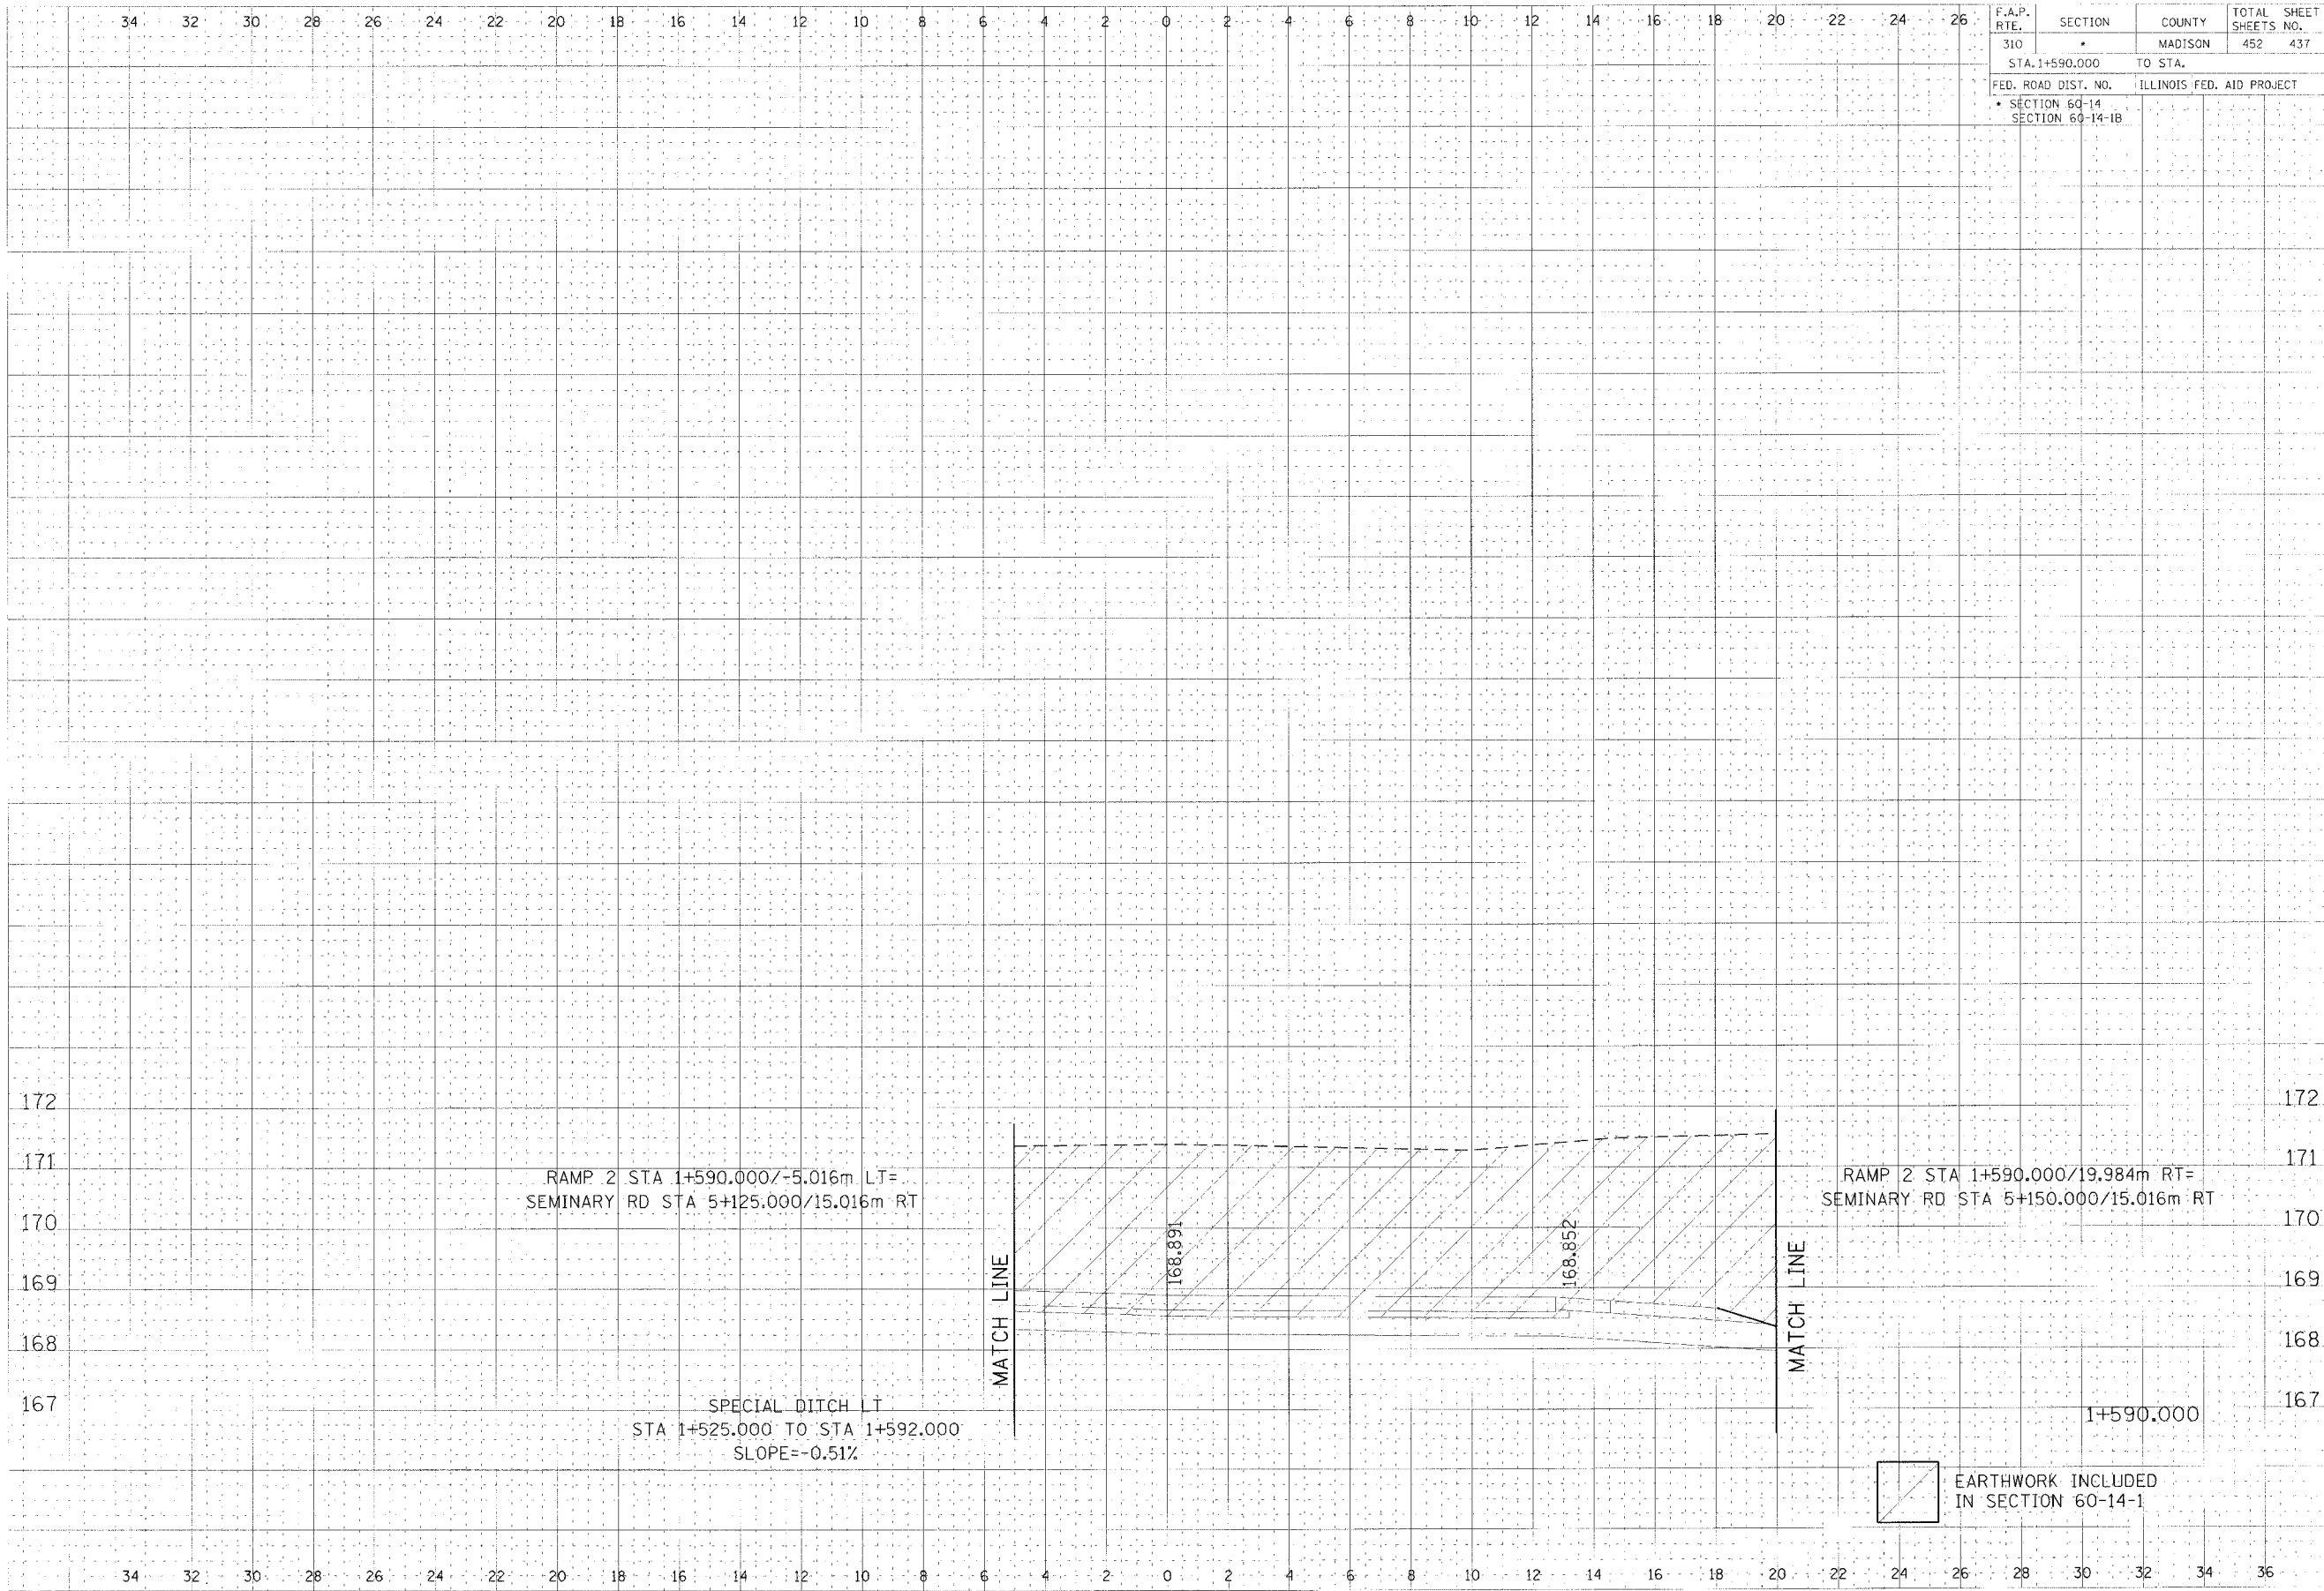 34 32 30 28 26 24 22 20 18 16 14 12 10 8 6 4 2 0 2 4 6 8 10 12 14 16 18 20 22 24 26
F.A.P. RTE. SECTION COUNTY TOTAL SHEETS SHEET NO.
310 * MADISON 452 437
STA. 1+590.000 TO STA.
FED. ROAD DIST. NO. ILLINOIS FED. AID PROJECT
* SECTION 60-14
SECTION 60-14-1B
172 172
171 171
RAMP 2 STA 1+590.000/-5.016m LT=
SEMINARY RD STA 5+125.000/15.016m RT
RAMP 2 STA 1+590.000/19.984m RT=
SEMINARY RD STA 5+150.000/15.016m RT
170 170
168.891
168.852
MATCH LINE
MATCH LINE
169 169
168 168
167 167
SPECIAL DITCH LT
STA 1+525.000 TO STA 1+592.000
SLOPE=-0.51%
1+590.000
EARTHWORK INCLUDED
IN SECTION 60-14-1
34 32 30 28 26 24 22 20 18 16 14 12 10 8 6 4 2 0 2 4 6 8 10 12 14 16 18 20 22 24 26 28 30 32 34 36